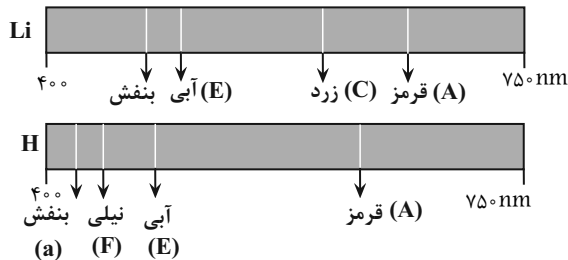 Li
۴۰۰ بنفش آبی (E) زرد (C) قرمز (A) ۷۵۰nm
H
۴۰۰ ۷۵۰nm
بنفش نیلی آبی قرمز (A)
(a) (F) (E)